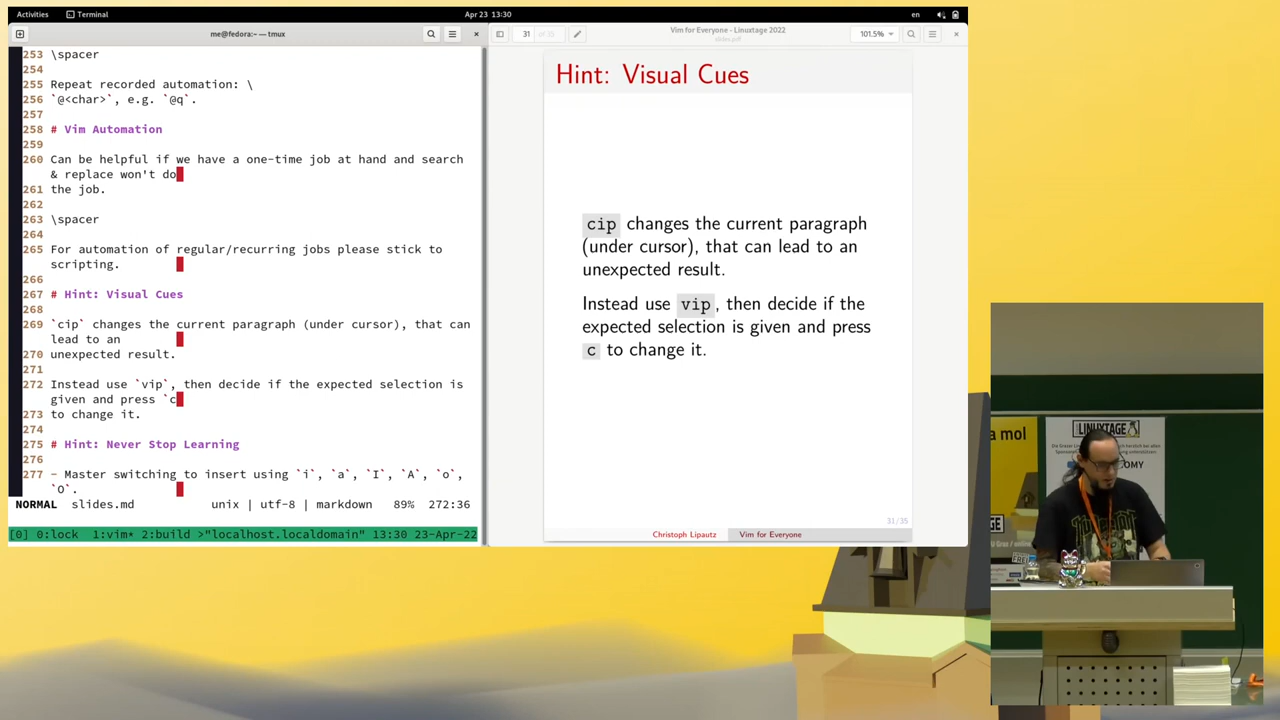 Activities
Terminal
Apr 23 13:30
en
me@fedora:~ — tmux
253 \spacer
254
255 Repeat recorded automation: \
256 `@<char>`, e.g. `@q`.
257
258 # Vim Automation
259
260 Can be helpful if we have a one-time job at hand and search
& replace won't do
261 the job.
262
263 \spacer
264
265 For automation of regular/recurring jobs please stick to
scripting.
266
267 # Hint: Visual Cues
268
269 `cip` changes the current paragraph (under cursor), that can
lead to an
270 unexpected result.
271
272 Instead use `vip`, then decide if the expected selection is
given and press `c
273 to change it.
274
275 # Hint: Never Stop Learning
276
277 - Master switching to insert using `i`, `a`, `I`, `A`, `o`,
`O`.
NORMAL slides.md unix | utf-8 | markdown 89% 272:36
[0] 0:lock 1:vim* 2:build >"localhost.localdomain" 13:30 23-Apr-22
31 of 35
Vim for Everyone - Linuxtage 2022
slides.pdf
101.5%
Hint: Visual Cues
cip changes the current paragraph
(under cursor), that can lead to an
unexpected result.
Instead use vip, then decide if the
expected selection is given and press
c to change it.
31/35
Christoph Lipautz
Vim for Everyone
a mol
LINUXTAGE